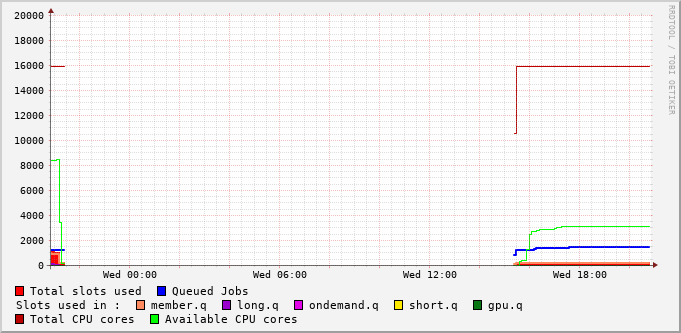 20000
18000
16000
14000
12000
10000
8000
6000
4000
2000
0
Wed 00:00 Wed 06:00 Wed 12:00 Wed 18:00
RRDTOOL / TOBI OETIKER
Total slots used Queued Jobs
Slots used in : member.q long.q ondemand.q short.q gpu.q
Total CPU cores Available CPU cores